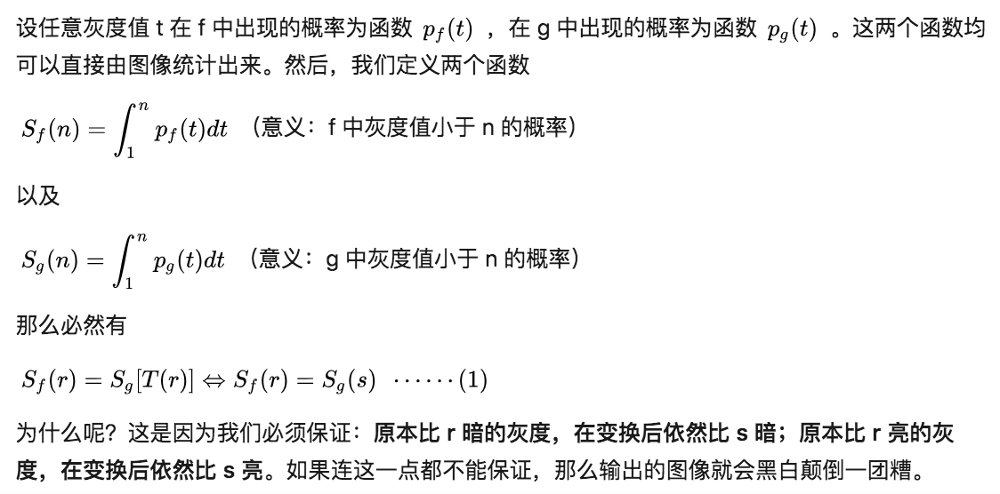 设任意灰度值 t 在 f 中出现的概率为函数 p_f(t) ，在 g 中出现的概率为函数 p_g(t) 。这两个函数均
可以直接由图像统计出来。然后，我们定义两个函数
S_f(n) = ∫_1^n p_f(t)dt （意义：f 中灰度值小于 n 的概率）
以及
S_g(n) = ∫_1^n p_g(t)dt （意义：g 中灰度值小于 n 的概率）
那么必然有
S_f(r) = S_g[T(r)] ⇔ S_f(r) = S_g(s) ⋯⋯(1)
为什么呢？这是因为我们必须保证：原本比 r 暗的灰度，在变换后依然比 s 暗；原本比 r 亮的灰
度，在变换后依然比 s 亮。如果连这一点都不能保证，那么输出的图像就会黑白颠倒一团糟。